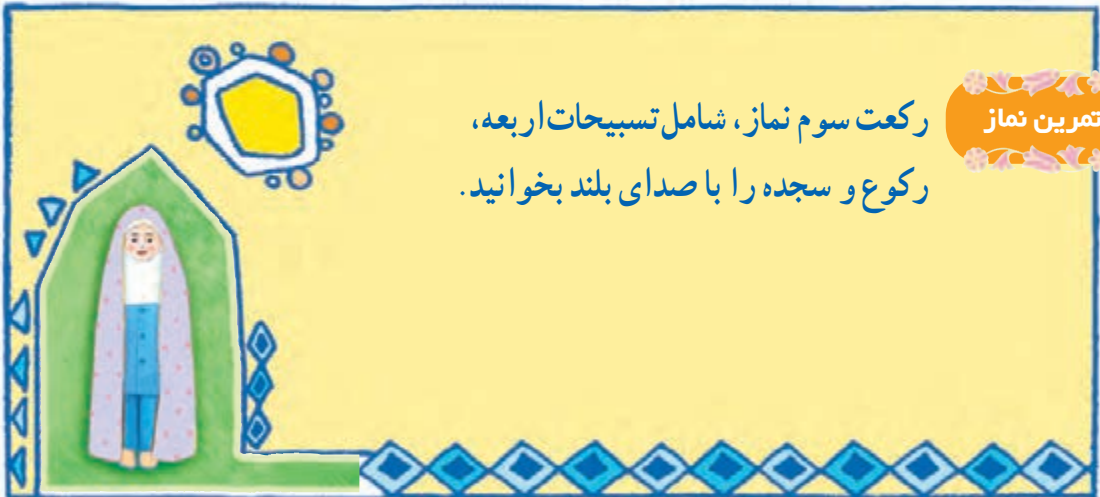 تمرین نماز
رکعت سوم نماز، شامل تسبیحات اربعه،
رکوع و سجده را با صدای بلند بخوانید.